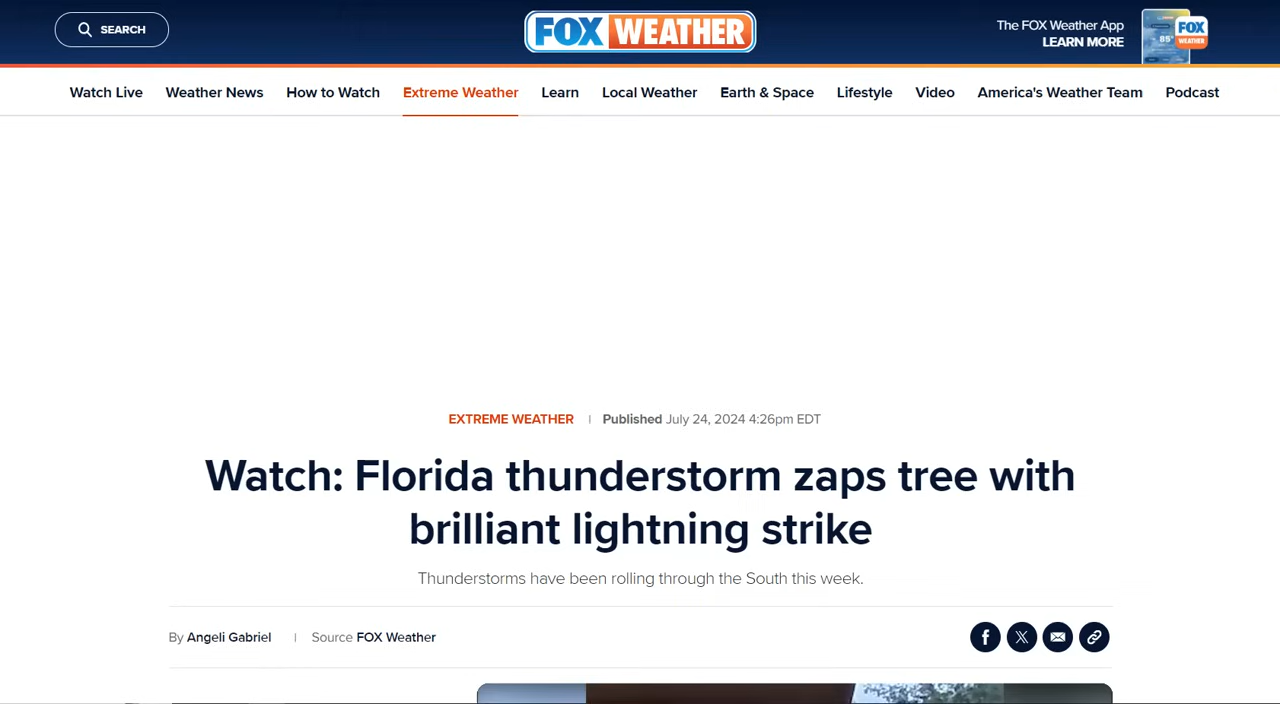 SEARCH
FOX WEATHER
The FOX Weather App
LEARN MORE
85°
FOX
WEATHER
Watch Live
Weather News
How to Watch
Extreme Weather
Learn
Local Weather
Earth & Space
Lifestyle
Video
America's Weather Team
Podcast
EXTREME WEATHER | Published July 24, 2024 4:26pm EDT
Watch: Florida thunderstorm zaps tree with
brilliant lightning strike
Thunderstorms have been rolling through the South this week.
By Angeli Gabriel | Source FOX Weather